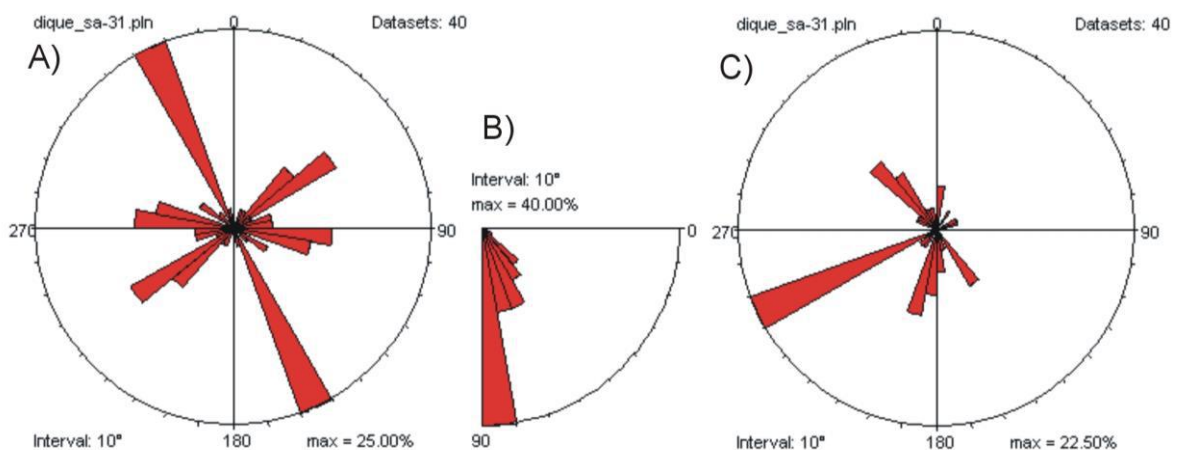 dique_sa-31.pln
0
Datasets: 40
A)
270
90
Interval: 10°
180
max = 25.00%
B)
Interval: 10°
max = 40.00%
0
90
dique_sa-31.pln
0
Datasets: 40
C)
270
90
Interval: 10°
180
max = 22.50%